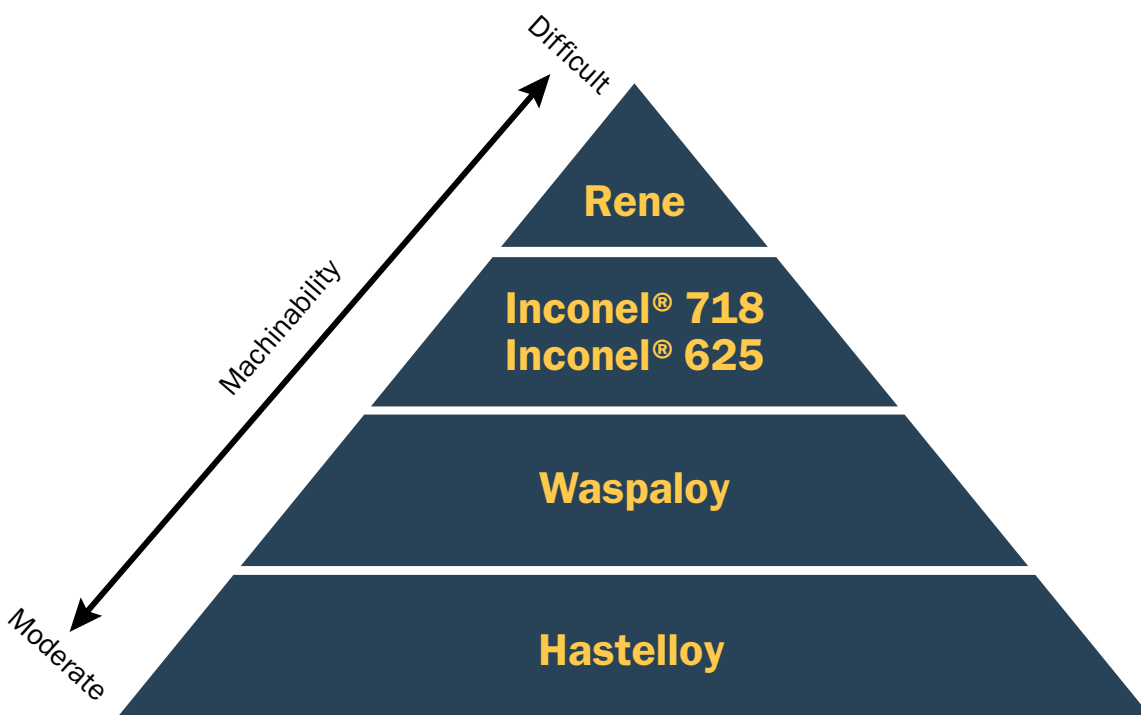 Difficult
Machinability
Moderate
Rene
Inconel® 718
Inconel® 625
Waspaloy
Hastelloy